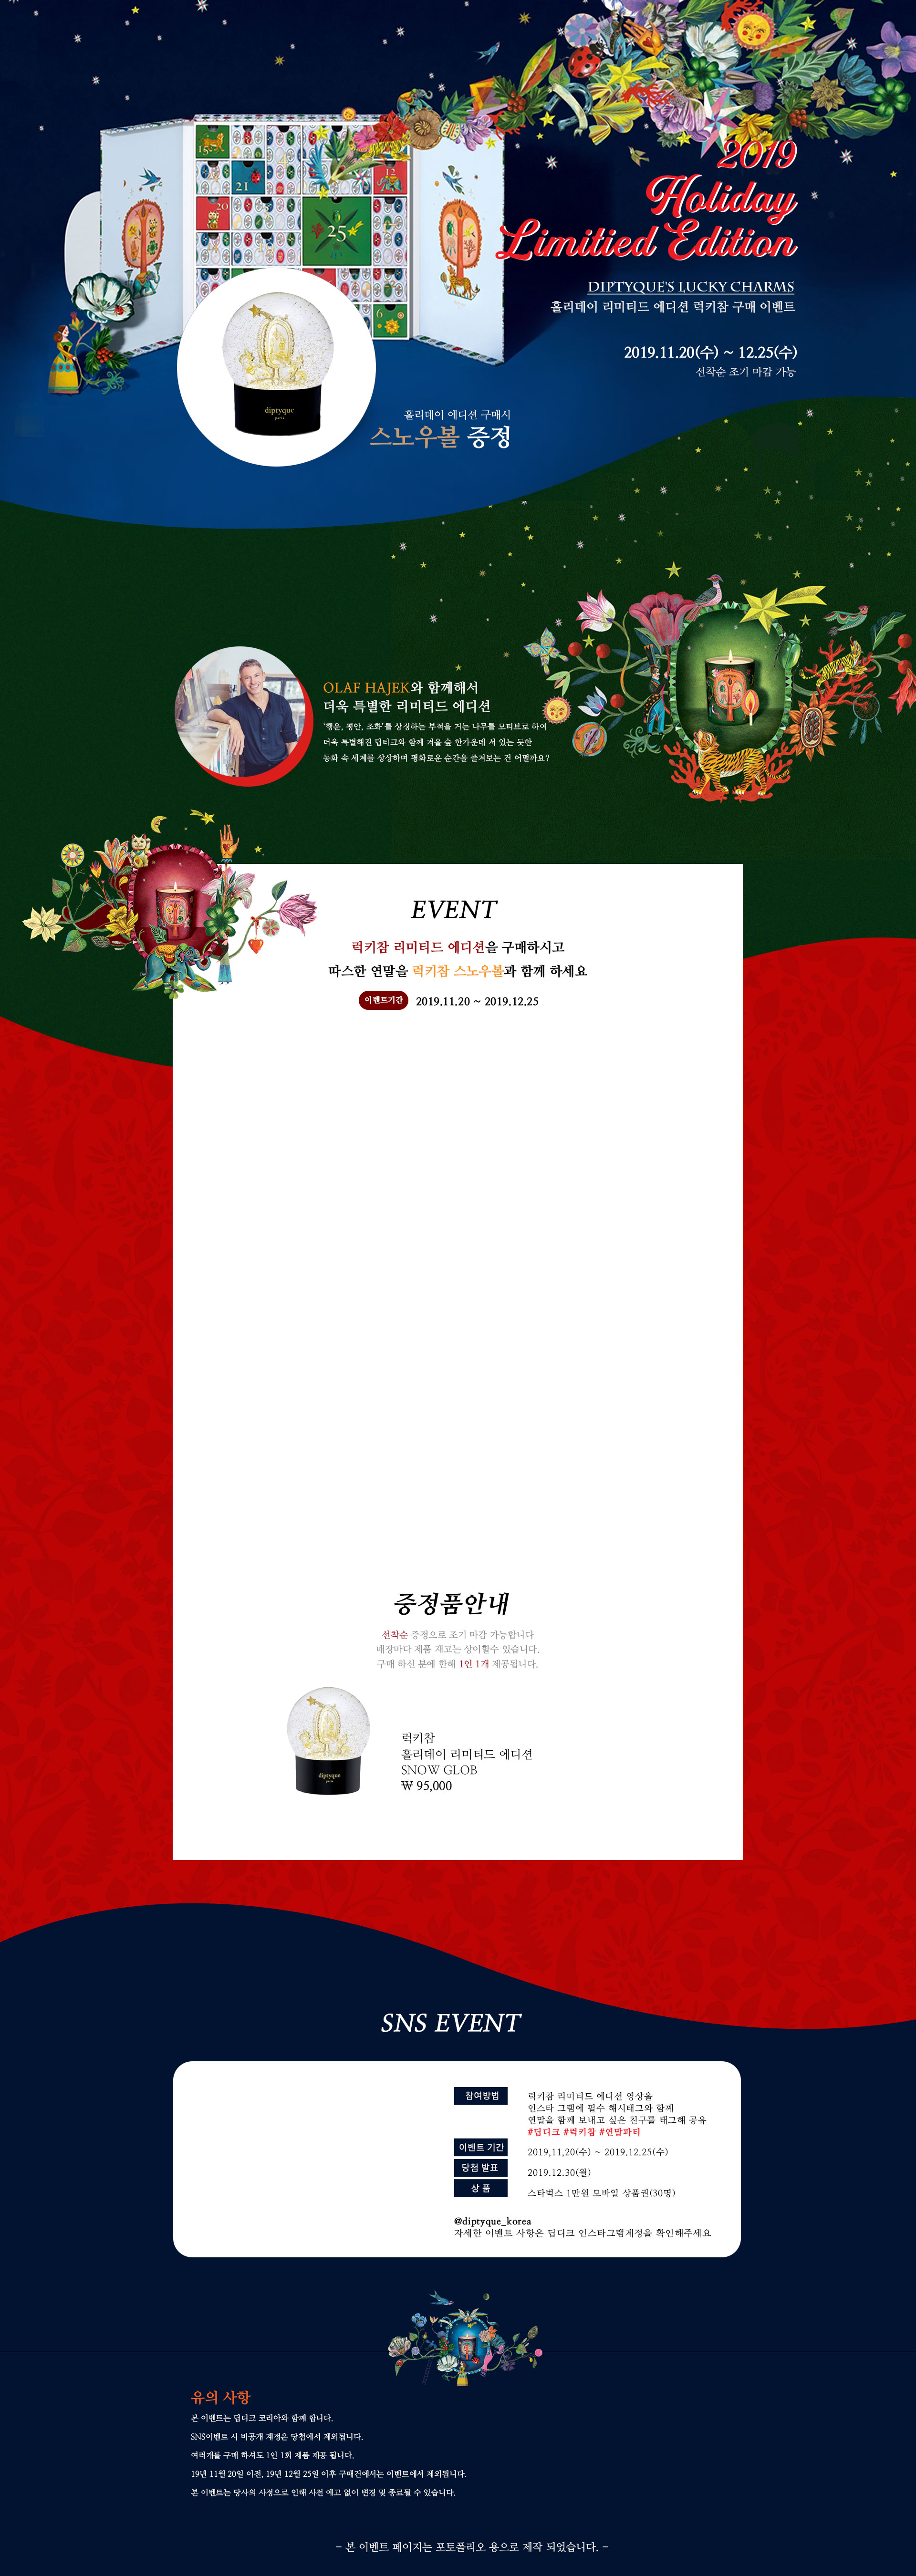 15
21
12
20
25
6
2019
Holiday
Limitied Edition
DIPTYQUE'S LUCKY CHARMS
홀리데이 리미티드 에디션 럭키참 구매 이벤트
2019.11.20(수) ~ 12.25(수)
선착순 조기 마감 가능
diptyque
paris
홀리데이 에디션 구매시
스노우볼 증정
OLAF HAJEK와 함께해서
더욱 특별한 리미티드 에디션
'행운, 평안, 조화'를 상징하는 부적을 거는 나무를 모티브로 하여
더욱 특별해진 딥티크와 함께 겨울 숲 한가운데 서 있는 듯한
동화 속 세계를 상상하며 평화로운 순간을 즐겨보는 건 어떨까요?
EVENT
럭키참 리미티드 에디션을 구매하시고
따스한 연말을 럭키참 스노우볼과 함께 하세요
이벤트기간 2019.11.20 ~ 2019.12.25
증정품안내
선착순 증정으로 조기 마감 가능합니다
매장마다 제품 재고는 상이할수 있습니다.
구매 하신 분에 한해 1인 1개 제공됩니다.
diptyque
paris
럭키참
홀리데이 리미티드 에디션
SNOW GLOB
₩ 95,000
SNS EVENT
참여방법
럭키참 리미티드 에디션 영상을
인스타 그램에 필수 해시태그와 함께
연말을 함께 보내고 싶은 친구를 태그해 공유
#딥디크 #럭키참 #연말파티
이벤트 기간 2019,11,20(수) ~ 2019.12.25(수)
당첨 발표 2019.12.30(월)
상 품 스타벅스 1만원 모바일 상품권(30명)
@diptyque_korea
자세한 이벤트 사항은 딥디크 인스타그램계정을 확인해주세요
유의 사항
본 이벤트는 딥디크 코리아와 함께 합니다.
SNS이벤트 시 비공개 계정은 당첨에서 제외됩니다.
여러개를 구매 하셔도 1인 1회 제품 제공 됩니다.
19년 11월 20일 이전, 19년 12월 25일 이후 구매건에서는 이벤트에서 제외됩니다.
본 이벤트는 당사의 사정으로 인해 사전 예고 없이 변경 및 종료될 수 있습니다.
- 본 이벤트 페이지는 포토폴리오 용으로 제작 되었습니다. -